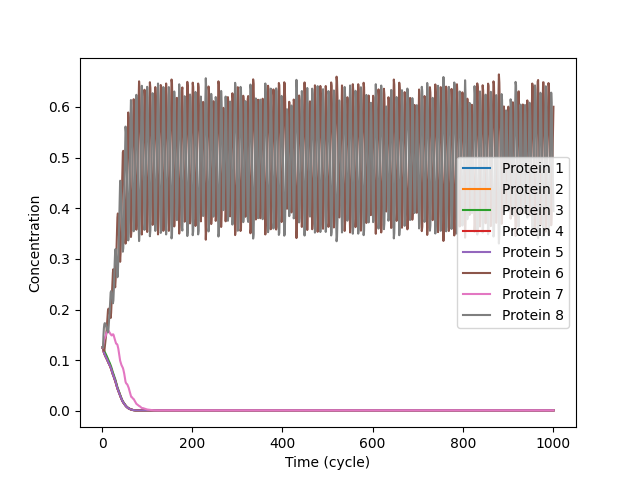 0.6
0.5
0.4
0.3
0.2
0.1
0.0
Concentration
0
200
400
600
800
1000
Time (cycle)
Protein 1
Protein 2
Protein 3
Protein 4
Protein 5
Protein 6
Protein 7
Protein 8